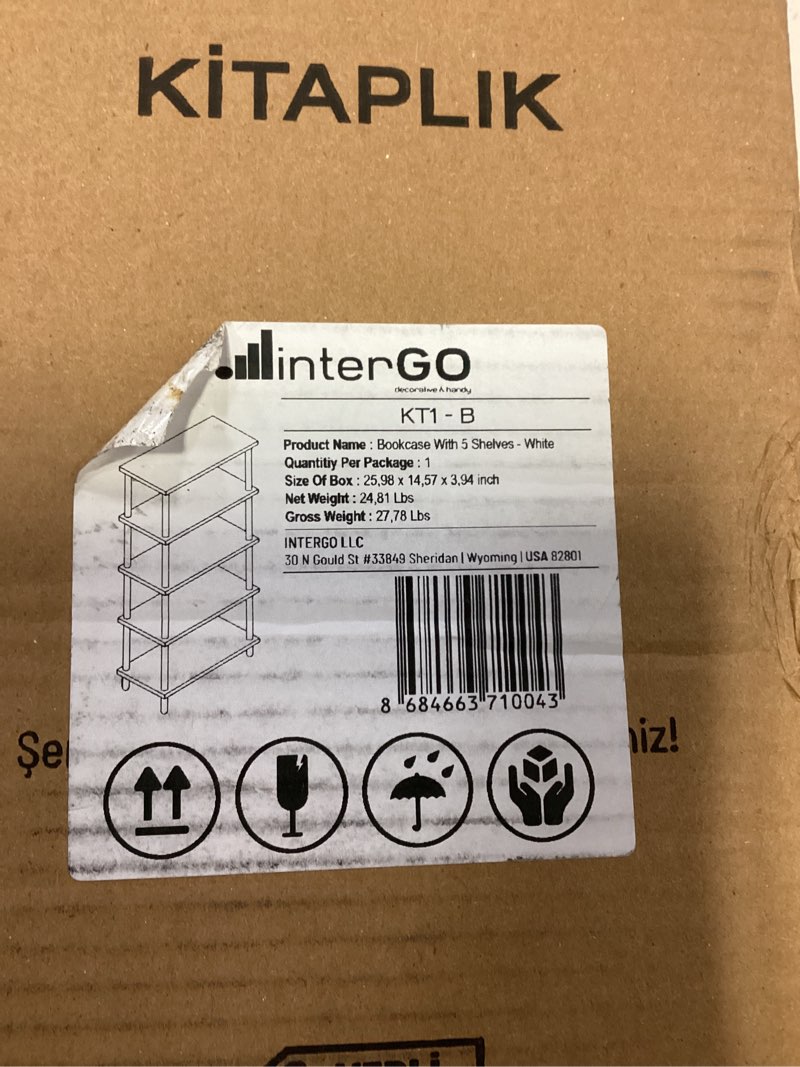 KİTAPLIK
interGO
decorative & handy
KT1 - B
Product Name : Bookcase With 5 Shelves - White
Quantitiy Per Package : 1
Size Of Box : 25,98 x 14,57 x 3,94 inch
Net Weight : 24,81 Lbs
Gross Weight : 27,78 Lbs
INTERGO LLC
30 N Gould St #33849 Sheridan | Wyoming | USA 82801
8 684663 710043